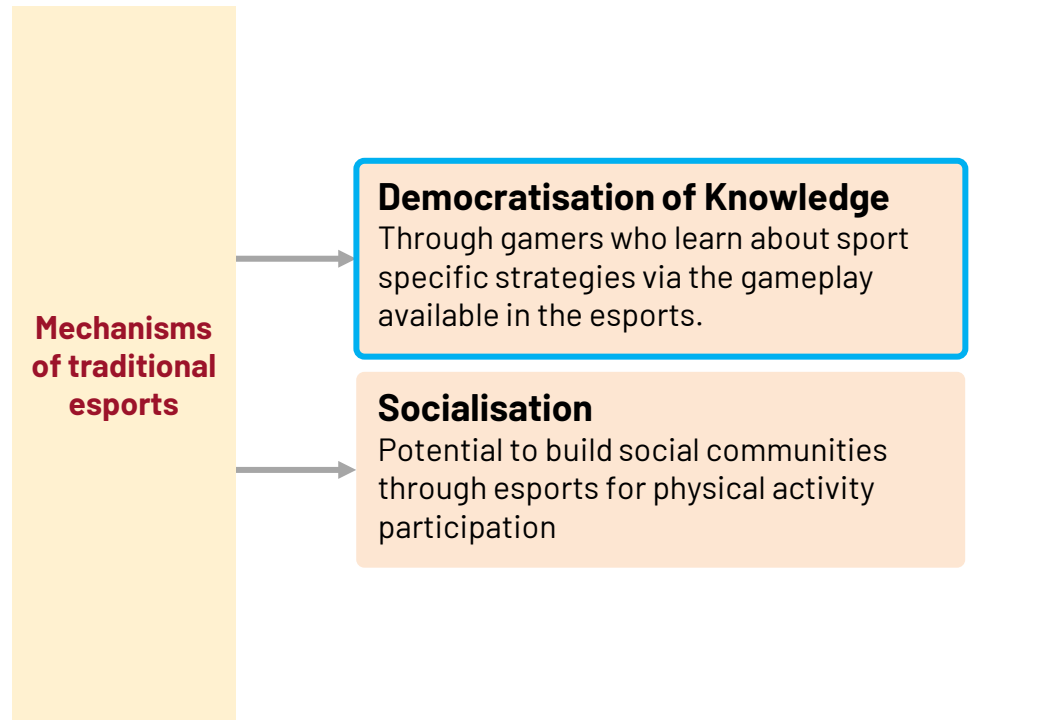 Mechanisms
of traditional
esports
Democratisation of Knowledge
Through gamers who learn about sport
specific strategies via the gameplay
available in the esports.
Socialisation
Potential to build social communities
through esports for physical activity
participation